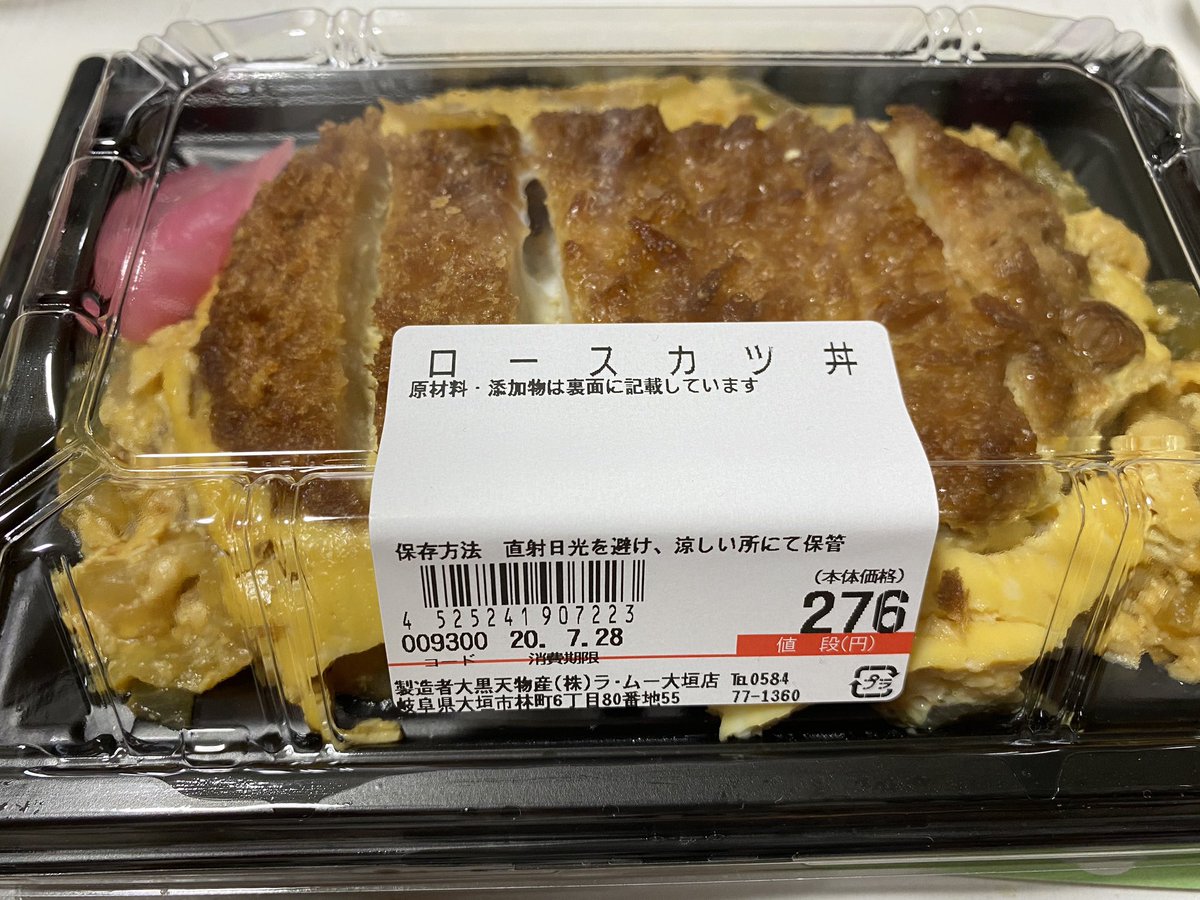 ロースカツ丼
原材料・添加物は裏面に記載しています
保存方法 直射日光を避け、涼しい所にて保管
(本体価格)
276
値 段(円)
4 525241 907223
009300 20. 7.28
コード 消費期限
製造者大黒天物産(株)ラ・ムー大垣店 ℡0584
岐阜県大垣市林町6丁目80番地55 77-1360
プラ